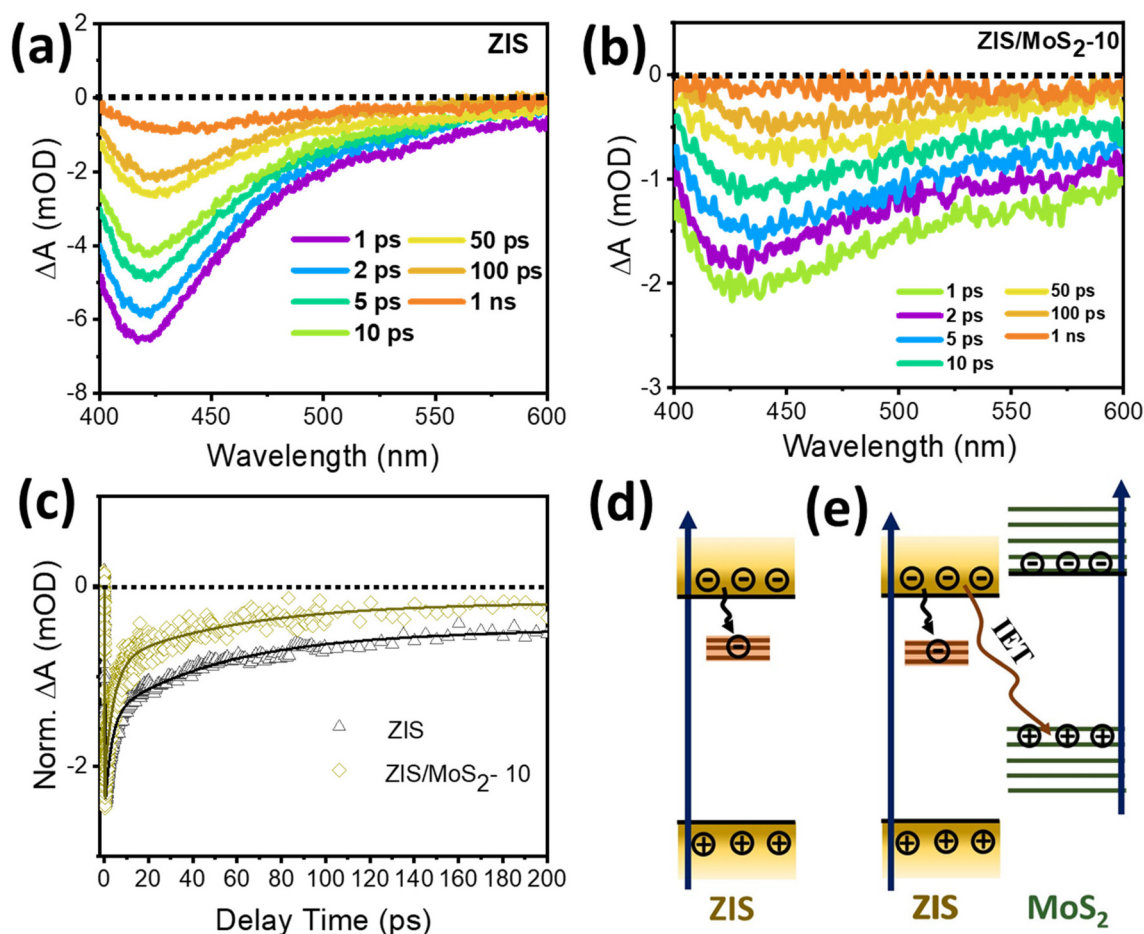 (a)
ZIS
2
0
-2
-4
-6
-8
ΔA (mOD)
1 ps
2 ps
5 ps
10 ps
50 ps
100 ps
1 ns
400 450 500 550 600
Wavelength (nm)
(b)
ZIS/MoS2-10
0
-1
-2
-3
ΔA (mOD)
1 ps
2 ps
5 ps
10 ps
50 ps
100 ps
1 ns
400 450 500 550 600
Wavelength (nm)
(c)
0
-2
Norm. ΔA (mOD)
ZIS
ZIS/MoS2- 10
0 20 40 60 80 100 120 140 160 180 200
Delay Time (ps)
(d)
- - -
-
+ + +
ZIS
(e)
- - -
- - -
-
IET
+ + +
+ + +
ZIS
MoS2